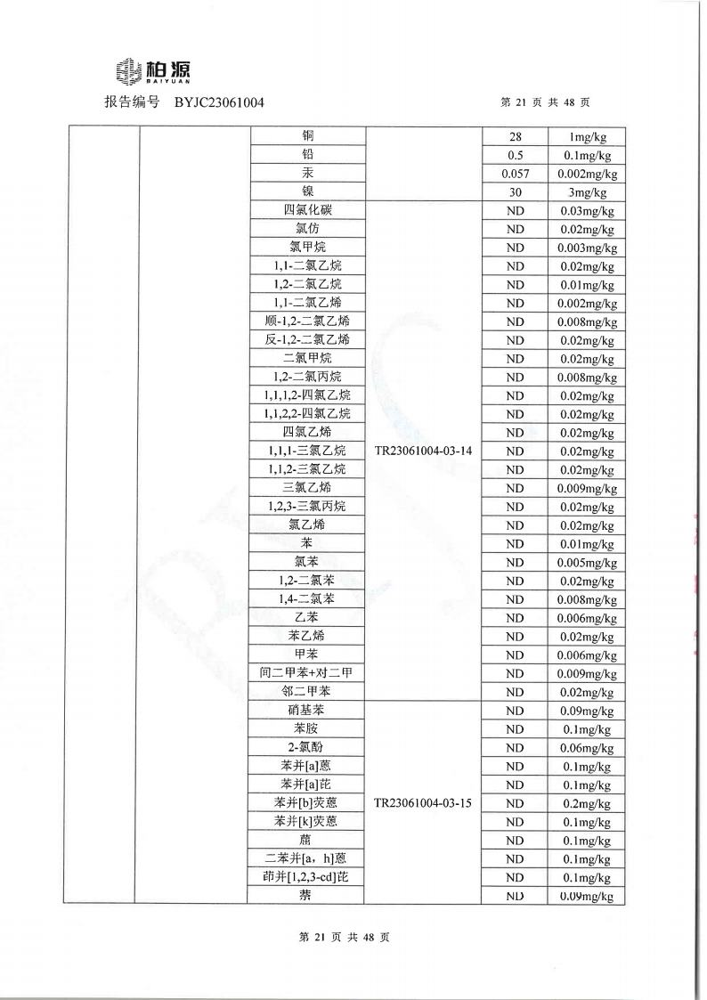 柏源
BAIYUAN
报告编号 BYJC23061004 第 21 页 共 48 页
铜 28 1mg/kg
铅 0.5 0.1mg/kg
汞 0.057 0.002mg/kg
镍 30 3mg/kg
四氯化碳 ND 0.03mg/kg
氯仿 ND 0.02mg/kg
氯甲烷 ND 0.003mg/kg
1,1-二氯乙烷 ND 0.02mg/kg
1,2-二氯乙烷 ND 0.01mg/kg
1,1-二氯乙烯 ND 0.002mg/kg
顺-1,2-二氯乙烯 ND 0.008mg/kg
反-1,2-二氯乙烯 ND 0.02mg/kg
二氯甲烷 ND 0.02mg/kg
1,2-二氯丙烷 ND 0.008mg/kg
1,1,1,2-四氯乙烷 ND 0.02mg/kg
1,1,2,2-四氯乙烷 ND 0.02mg/kg
四氯乙烯 ND 0.02mg/kg
1,1,1-三氯乙烷 TR23061004-03-14 ND 0.02mg/kg
1,1,2-三氯乙烷 ND 0.02mg/kg
三氯乙烯 ND 0.009mg/kg
1,2,3-三氯丙烷 ND 0.02mg/kg
氯乙烯 ND 0.02mg/kg
苯 ND 0.01mg/kg
氯苯 ND 0.005mg/kg
1,2-二氯苯 ND 0.02mg/kg
1,4-二氯苯 ND 0.008mg/kg
乙苯 ND 0.006mg/kg
苯乙烯 ND 0.02mg/kg
甲苯 ND 0.006mg/kg
间二甲苯+对二甲 ND 0.009mg/kg
邻二甲苯 ND 0.02mg/kg
硝基苯 ND 0.09mg/kg
苯胺 ND 0.1mg/kg
2-氯酚 ND 0.06mg/kg
苯并[a]蒽 ND 0.1mg/kg
苯并[a]芘 ND 0.1mg/kg
苯并[b]荧蒽 TR23061004-03-15 ND 0.2mg/kg
苯并[k]荧蒽 ND 0.1mg/kg
䓛 ND 0.1mg/kg
二苯并[a，h]蒽 ND 0.1mg/kg
茚并[1,2,3-cd]芘 ND 0.1mg/kg
萘 ND 0.09mg/kg
第 21 页 共 48 页